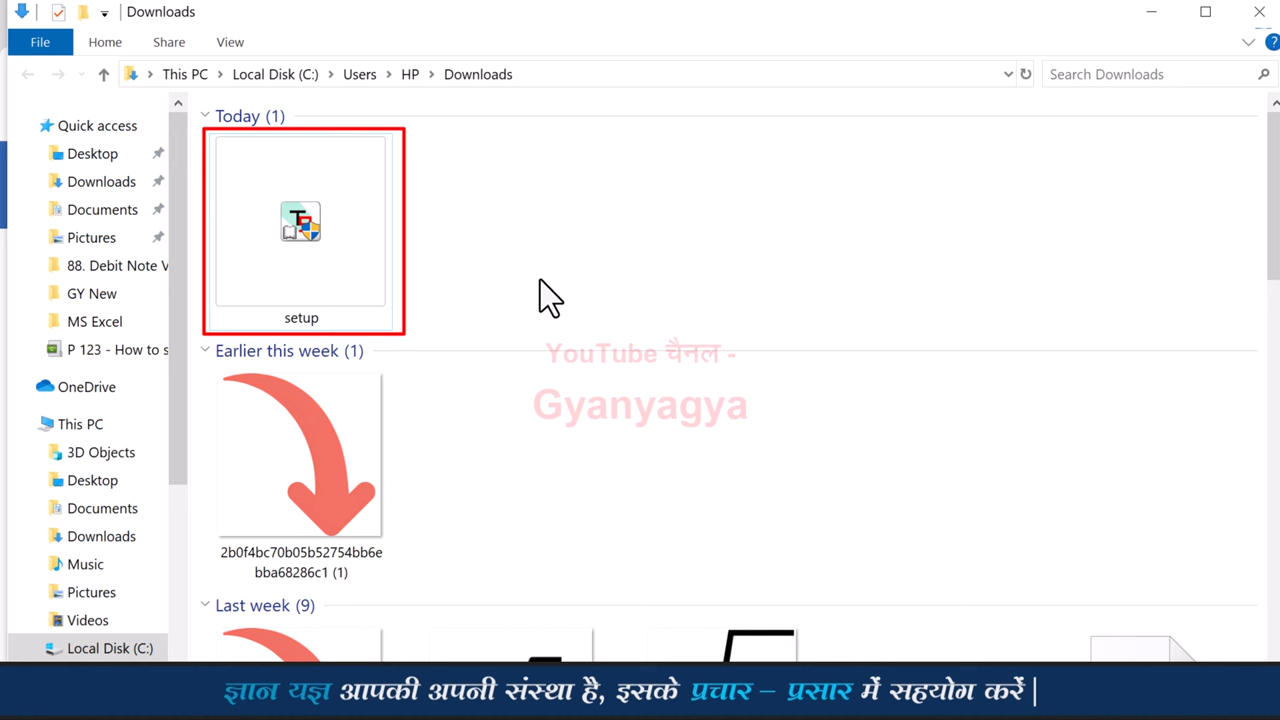 Downloads
File Home Share View
This PC Local Disk (C:) Users HP Downloads
Search Downloads
Quick access
Desktop
Downloads
Documents
Pictures
88. Debit Note V
GY New
MS Excel
P 123 - How to s
OneDrive
This PC
3D Objects
Desktop
Documents
Downloads
Music
Pictures
Videos
Local Disk (C:)
Today (1)
setup
Earlier this week (1)
2b0f4bc70b05b52754bb6e
bba68286c1 (1)
Last week (9)
YouTube चैनल -
Gyanyagya
ज्ञान यज्ञ आपकी अपनी संस्था है, इसके प्रचार – प्रसार में सहयोग करें |